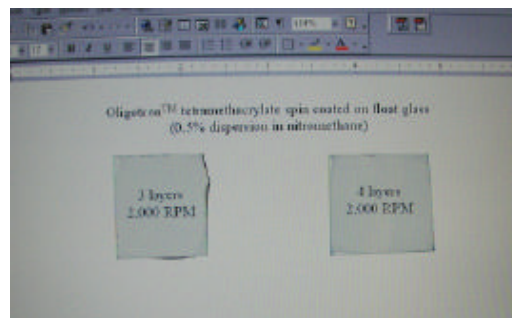 Oligotron™ tetramethacrylate spin coated on float glass
(0.5% dispersion in nitromethane)
3 layers
2,000 RPM
4 layers
2,000 RPM